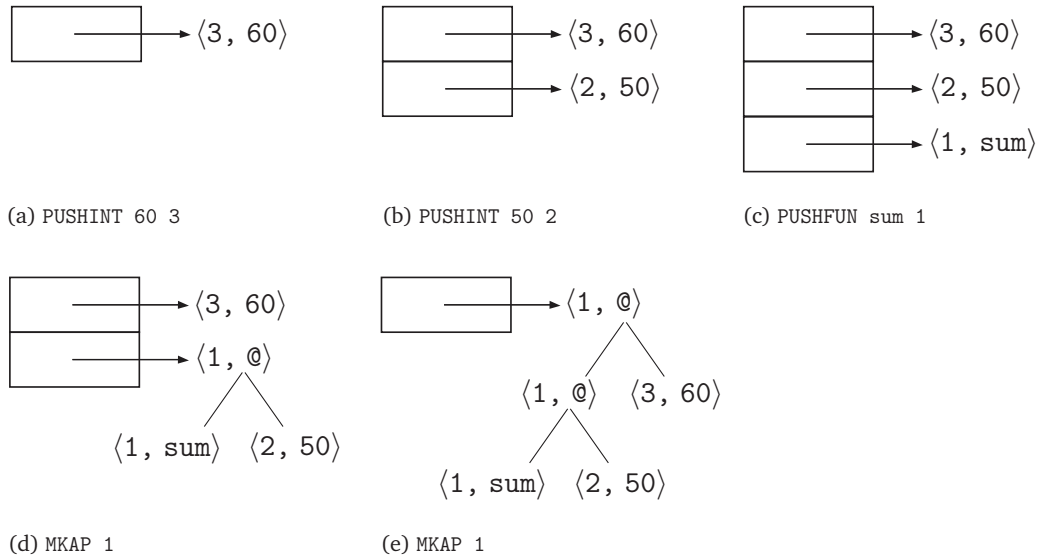 ⟨3, 60⟩
⟨3, 60⟩
⟨2, 50⟩
⟨3, 60⟩
⟨2, 50⟩
⟨1, sum⟩
(a) PUSHINT 60 3
(b) PUSHINT 50 2
(c) PUSHFUN sum 1
⟨3, 60⟩
⟨1, @⟩
⟨1, sum⟩ ⟨2, 50⟩
⟨1, @⟩
⟨1, @⟩ ⟨3, 60⟩
⟨1, sum⟩ ⟨2, 50⟩
(d) MKAP 1
(e) MKAP 1